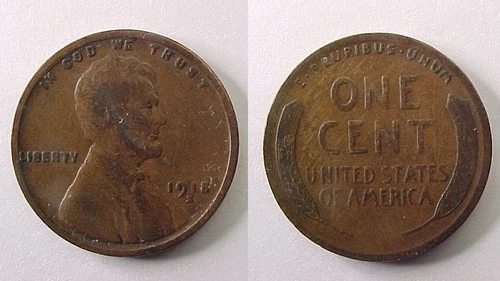 IN GOD WE TRUST
LIBERTY
1918
S
E·PLURIBUS·UNUM
ONE
CENT
UNITED STATES
OF AMERICA